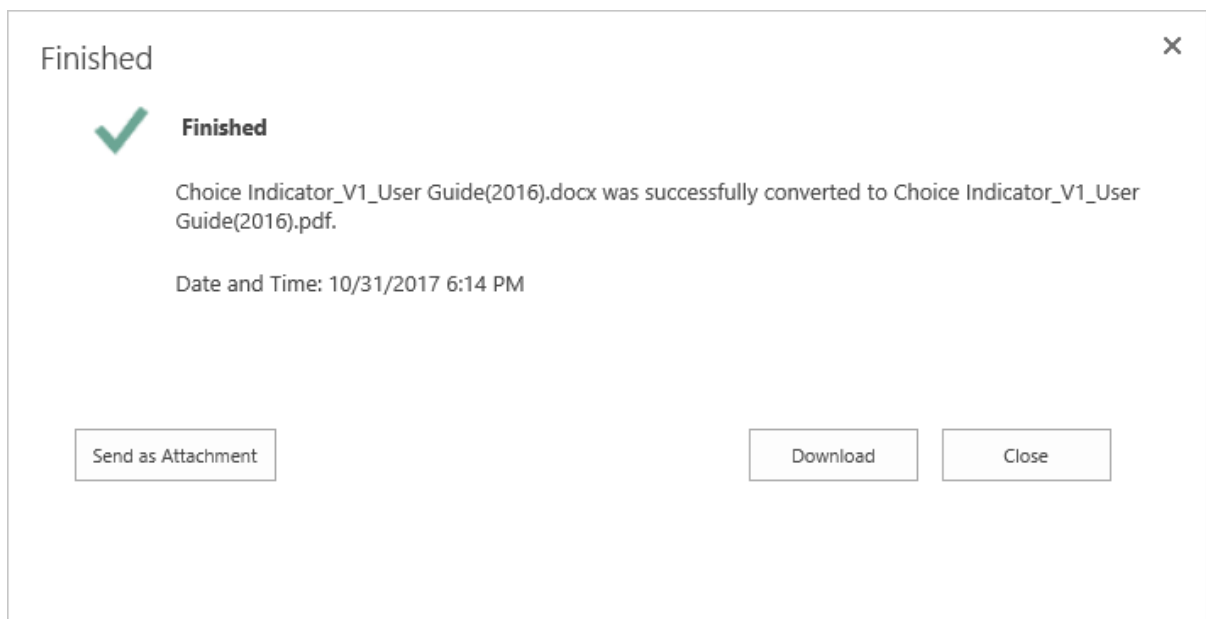 Finished
Finished
Choice Indicator_V1_User Guide(2016).docx was successfully converted to Choice Indicator_V1_User
Guide(2016).pdf.
Date and Time: 10/31/2017 6:14 PM
Send as Attachment
Download
Close